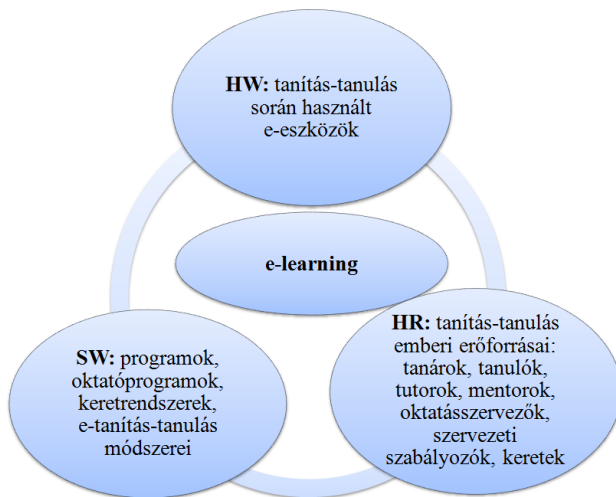 HW: tanítás-tanulás
során használt
e-eszközök
e-learning
SW: programok,
oktatóprogramok,
keretrendszerek,
e-tanítás-tanulás
módszerei
HR: tanítás-tanulás
emberi erőforrásai:
tanárok, tanulók,
tutorok, mentorok,
oktatásszervezők,
szervezeti
szabályozók, keretek